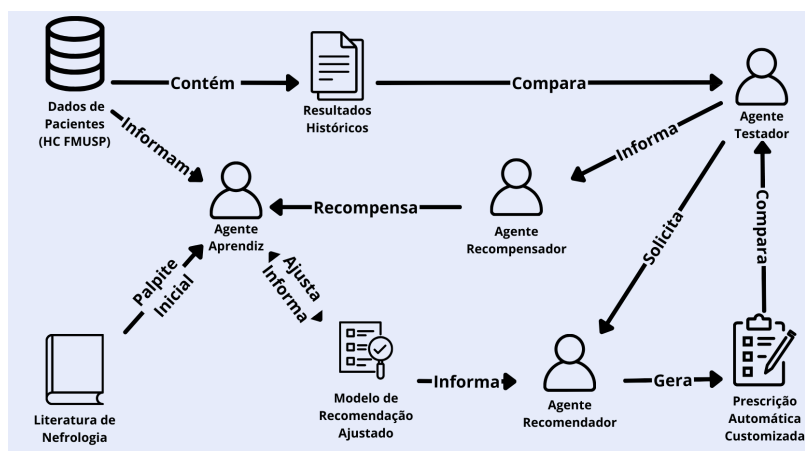 Contém
Compara
Dados de
Pacientes
(HC FMUSP)
Resultados
Históricos
Agente
Testador
Informam
Informa
Agente
Aprendiz
Recompensa
Agente
Recompensador
Solicita
Compara
Palpite
Inicial
Ajusta
Informa
Literatura de
Nefrologia
Modelo de
Recomendação
Ajustado
Informa
Agente
Recomendador
Gera
Prescrição
Automática
Customizada